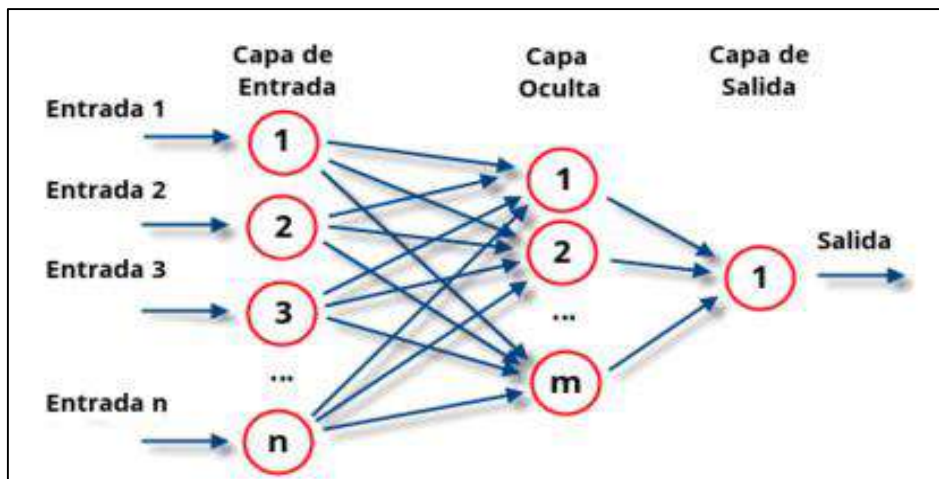 Capa de
Entrada
Capa
Oculta
Capa de
Salida
Entrada 1
1
Entrada 2
2
Entrada 3
3
...
Entrada n
n
1
2
...
m
1
Salida